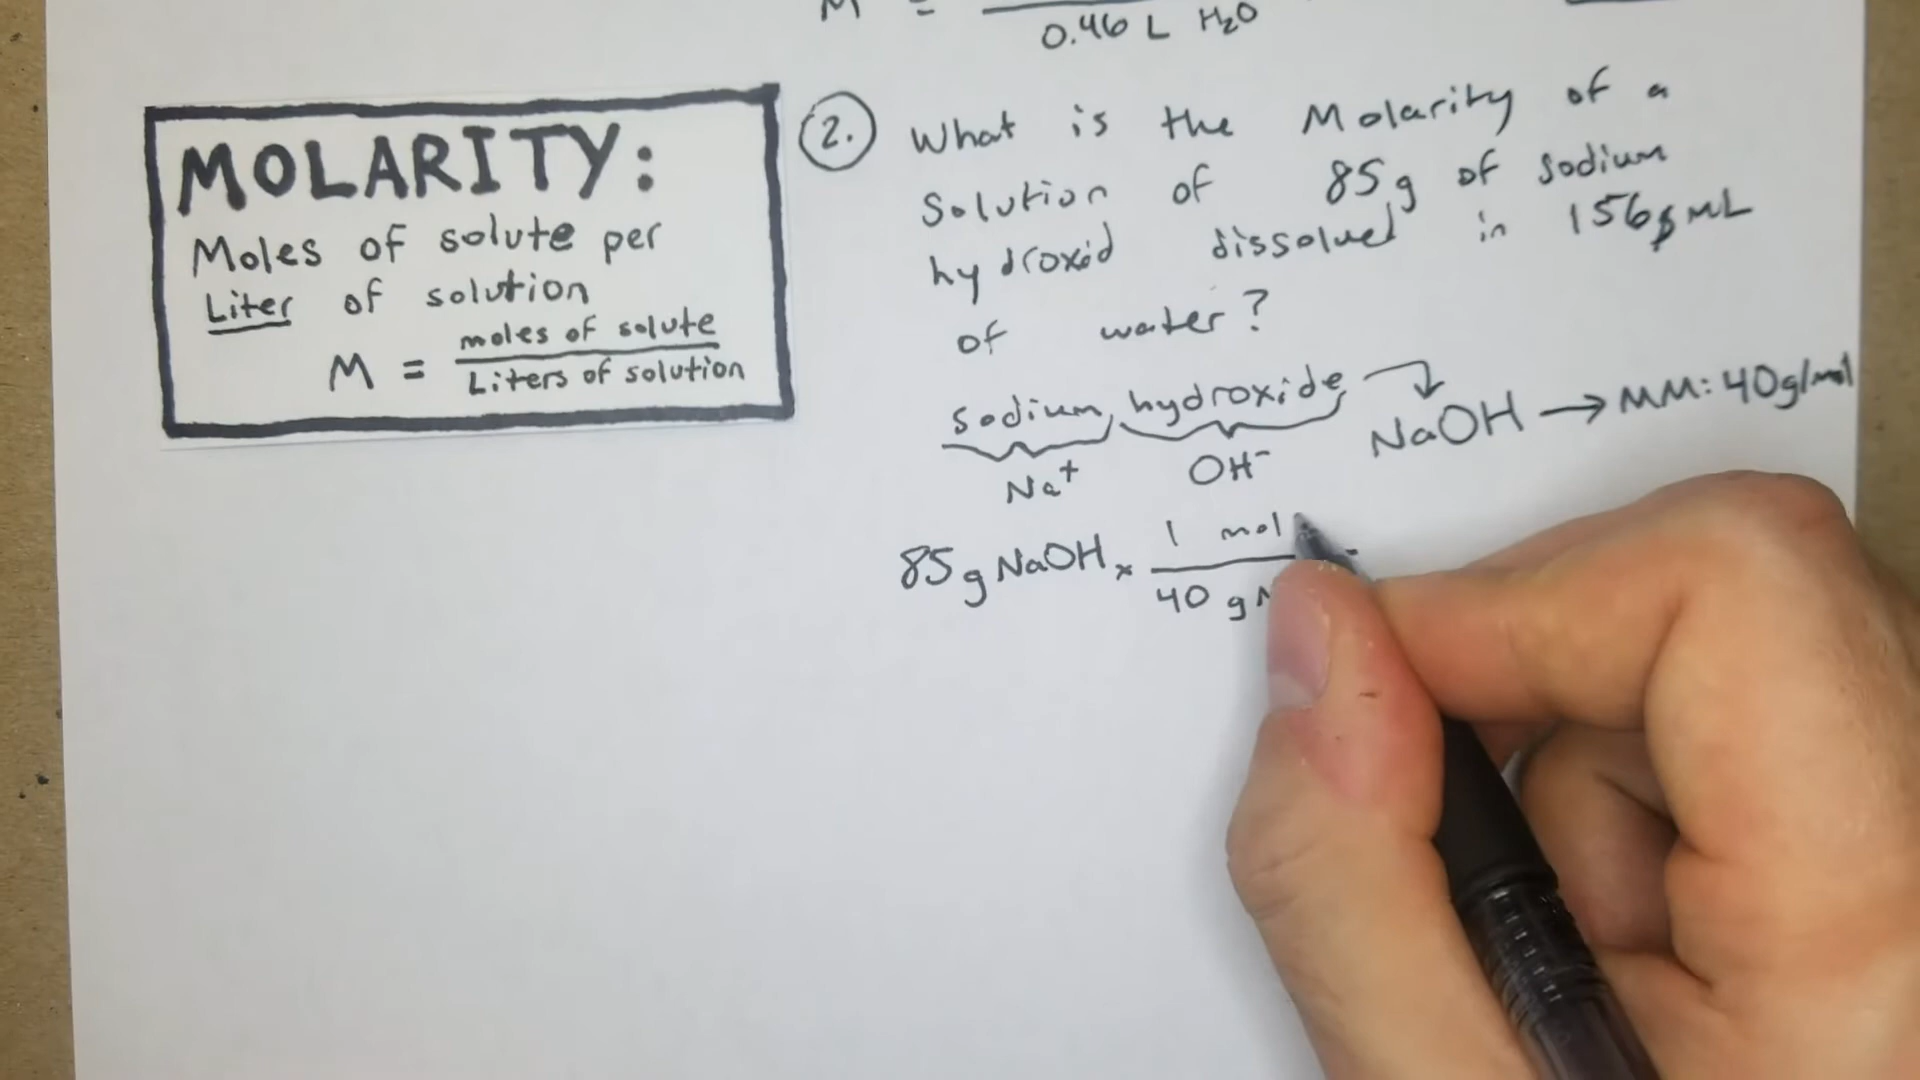 M =
0.46 L H₂O
MOLARITY:
Moles of solute per
Liter of solution
M = moles of solute
Liters of solution
2. What is the Molarity of a
Solution of 85g of sodium
hydroxid dissolved in 156 mL
of water?
sodium hydroxide
Na⁺ OH⁻
NaOH → MM: 40g/mol
85g NaOH x 1 mol
40 g